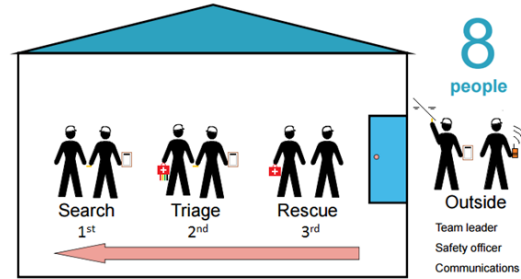 8
people
Search
1st
Triage
2nd
Rescue
3rd
Outside
Team leader
Safety officer
Communications